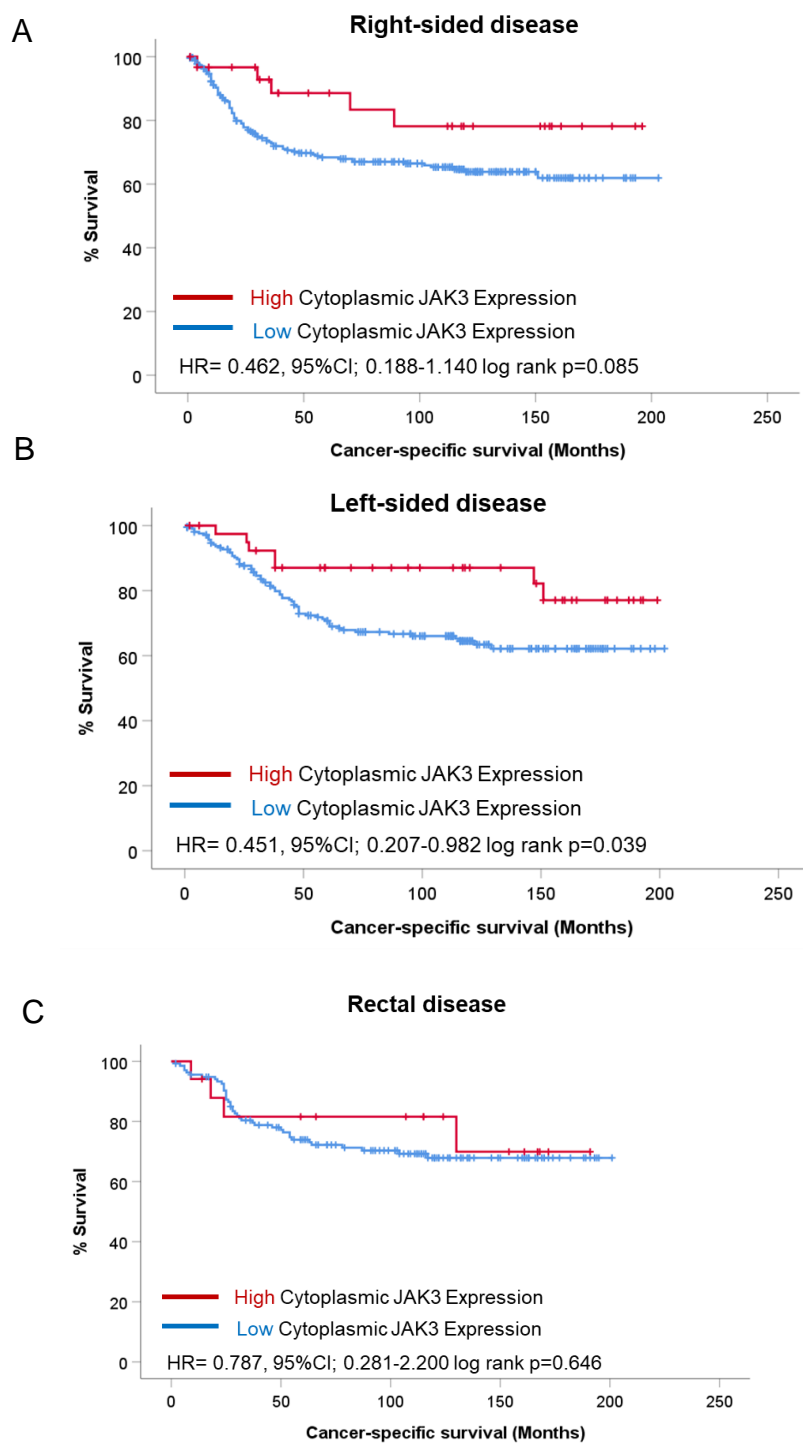 A
Right-sided disease
100
80
60
40
20
0
% Survival
High Cytoplasmic JAK3 Expression
Low Cytoplasmic JAK3 Expression
HR= 0.462, 95%CI; 0.188-1.140 log rank p=0.085
0 50 100 150 200 250
Cancer-specific survival (Months)
B
Left-sided disease
100
80
60
40
20
0
% Survival
High Cytoplasmic JAK3 Expression
Low Cytoplasmic JAK3 Expression
HR= 0.451, 95%CI; 0.207-0.982 log rank p=0.039
0 50 100 150 200 250
Cancer-specific survival (Months)
C
Rectal disease
100
80
60
40
20
0
% Survival
High Cytoplasmic JAK3 Expression
Low Cytoplasmic JAK3 Expression
HR= 0.787, 95%CI; 0.281-2.200 log rank p=0.646
0 50 100 150 200 250
Cancer-specific survival (Months)